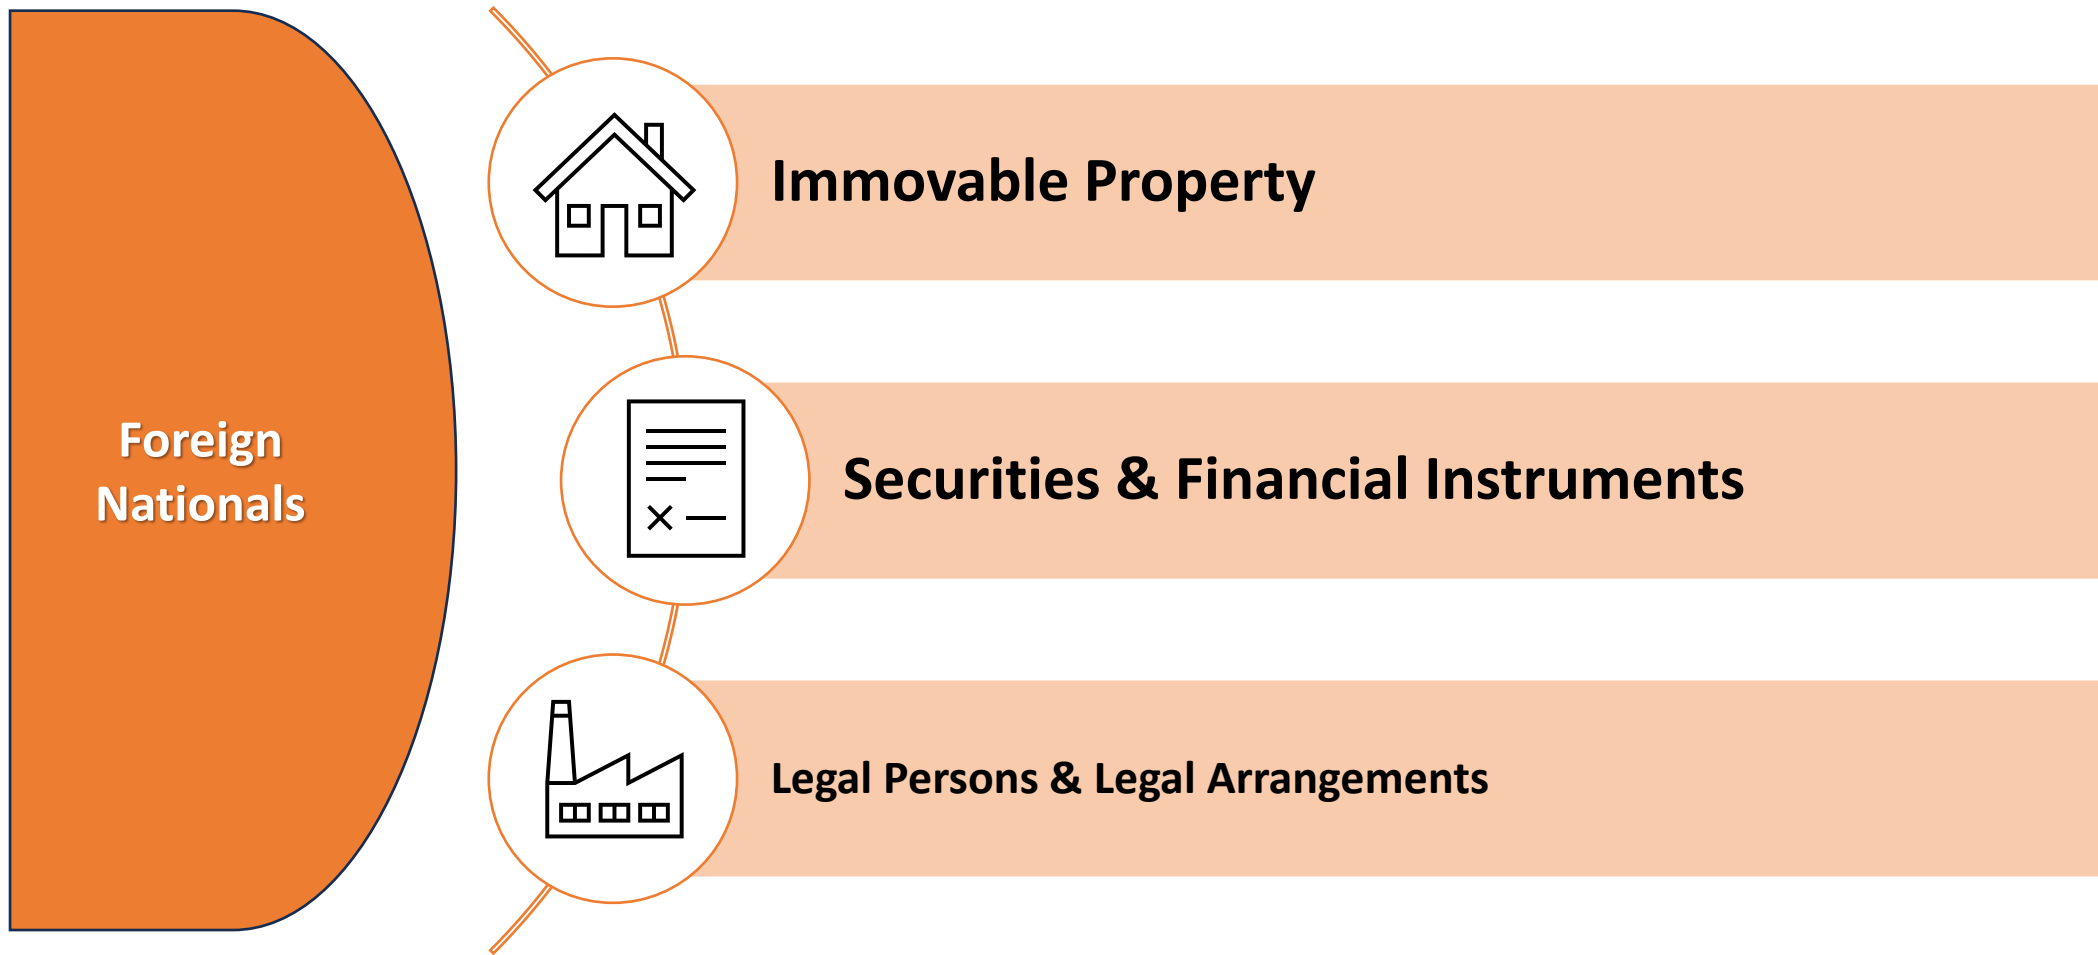 Foreign
Nationals
Immovable Property
Securities & Financial Instruments
Legal Persons & Legal Arrangements